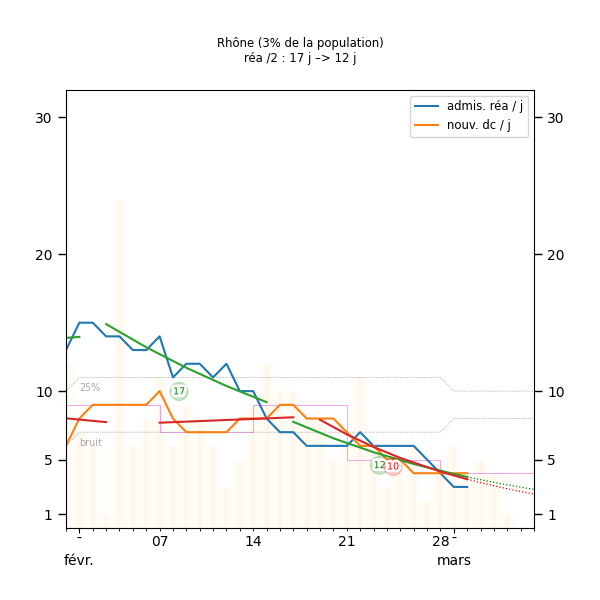 Rhône (3% de la population)
réa /2 : 17 j –> 12 j
admis. réa / j
nouv. dc / j
30
30
20
20
25%
17
10
10
bruit
12
10
5
5
1
1
07
14
21
28
févr.
mars